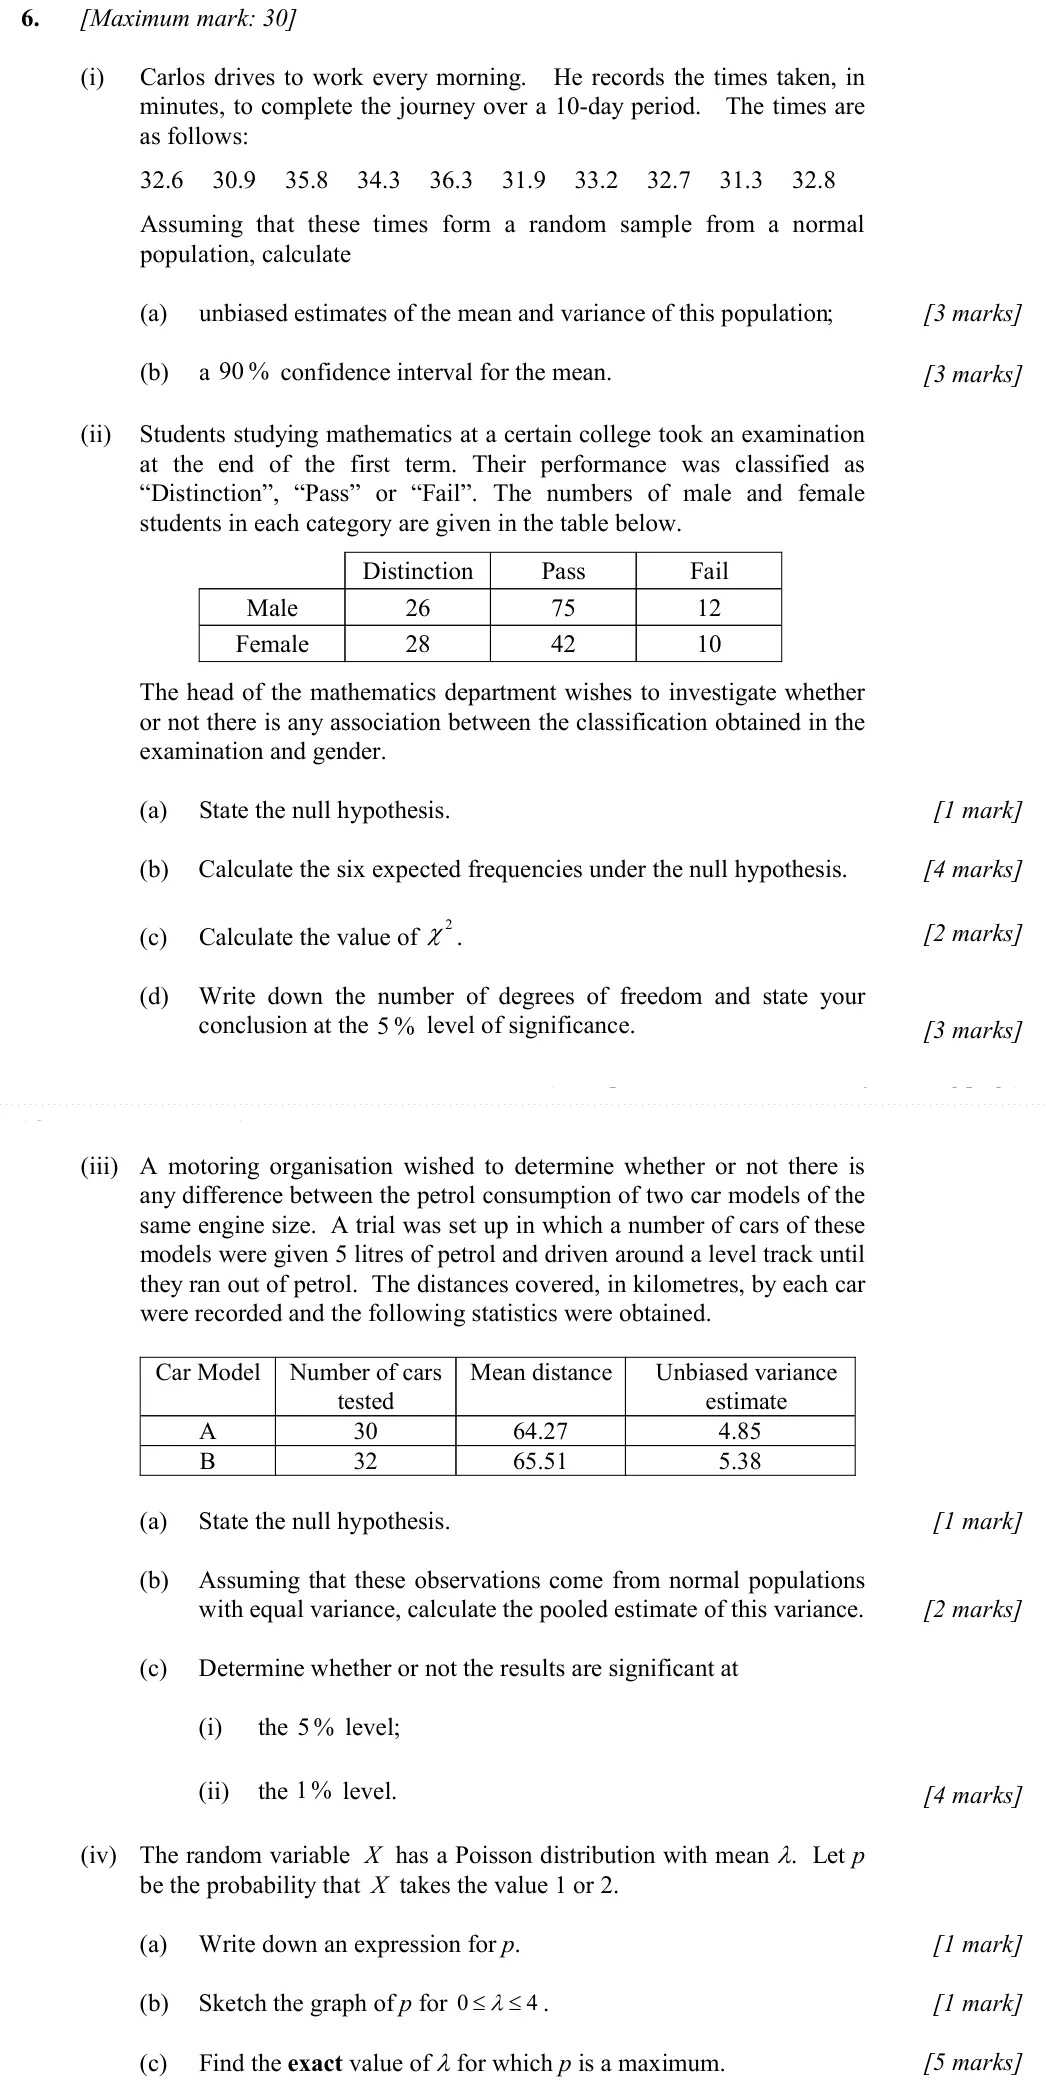 6. [Maximum mark: 30]
(i) Carlos drives to work every morning. He records the times taken, in
minutes, to complete the journey over a 10-day period. The times are
as follows:
32.6 30.9 35.8 34.3 36.3 31.9 33.2 32.7 31.3 32.8
Assuming that these times form a random sample from a normal
population, calculate
(a) unbiased estimates of the mean and variance of this population; [3 marks]
(b) a 90 % confidence interval for the mean. [3 marks]
(ii) Students studying mathematics at a certain college took an examination
at the end of the first term. Their performance was classified as
“Distinction”, “Pass” or “Fail”. The numbers of male and female
students in each category are given in the table below.
Distinction Pass Fail
Male 26 75 12
Female 28 42 10
The head of the mathematics department wishes to investigate whether
or not there is any association between the classification obtained in the
examination and gender.
(a) State the null hypothesis. [1 mark]
(b) Calculate the six expected frequencies under the null hypothesis. [4 marks]
(c) Calculate the value of χ². [2 marks]
(d) Write down the number of degrees of freedom and state your
conclusion at the 5 % level of significance. [3 marks]
(iii) A motoring organisation wished to determine whether or not there is
any difference between the petrol consumption of two car models of the
same engine size. A trial was set up in which a number of cars of these
models were given 5 litres of petrol and driven around a level track until
they ran out of petrol. The distances covered, in kilometres, by each car
were recorded and the following statistics were obtained.
Car Model Number of cars Mean distance Unbiased variance
tested estimate
A 30 64.27 4.85
B 32 65.51 5.38
(a) State the null hypothesis. [1 mark]
(b) Assuming that these observations come from normal populations
with equal variance, calculate the pooled estimate of this variance. [2 marks]
(c) Determine whether or not the results are significant at
(i) the 5 % level;
(ii) the 1 % level. [4 marks]
(iv) The random variable X has a Poisson distribution with mean λ. Let p
be the probability that X takes the value 1 or 2.
(a) Write down an expression for p. [1 mark]
(b) Sketch the graph of p for 0 ≤ λ ≤ 4. [1 mark]
(c) Find the exact value of λ for which p is a maximum. [5 marks]